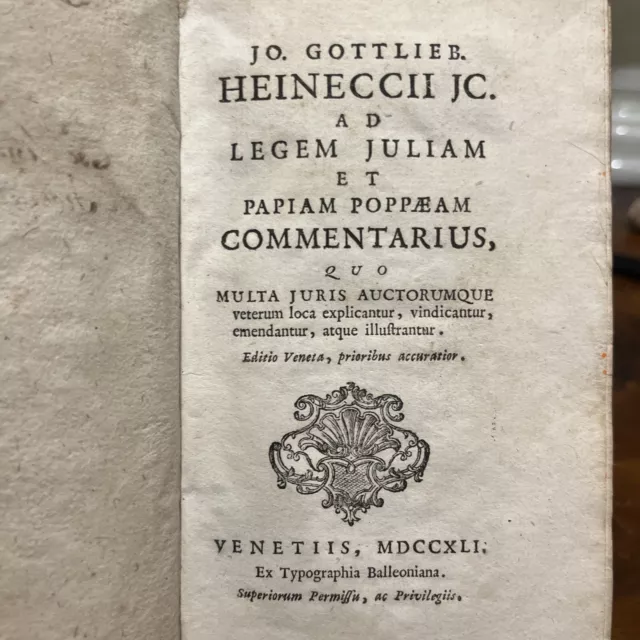 JO. GOTTLIEB.
HEINECCII JC.
AD
LEGEM JULIAM
ET
PAPIAM POPPÆAM
COMMENTARIUS,
QUO
MULTA JURIS AUCTORUMQUE
veterum loca explicantur, vindicantur,
emendantur, atque illuſtrantur.
Editio Veneta, prioribus accuratior.
VENETIIS, MDCCXLI.
Ex Typographia Balleoniana.
Superiorum Permiſſu, ac Privilegiis.